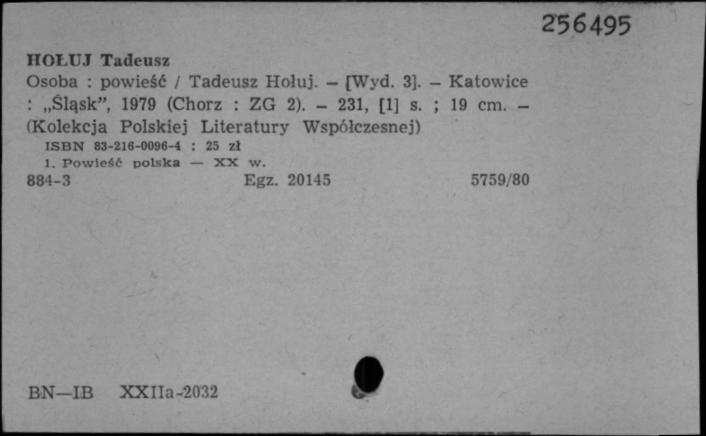 256495
HOŁUJ Tadeusz
Osoba : powieść / Tadeusz Hołuj. — [Wyd. 3]. — Katowice
: „Śląsk”, 1979 (Chorz : ZG 2). — 231, [1] s. ; 19 cm. —
(Kolekcja Polskiej Literatury Współczesnej)
ISBN 83-216-0096-4 : 25 zł
1. Powieść polska — XX w.
884-3 Egz. 20145 5759/80
BN—IB XXIIa-2032